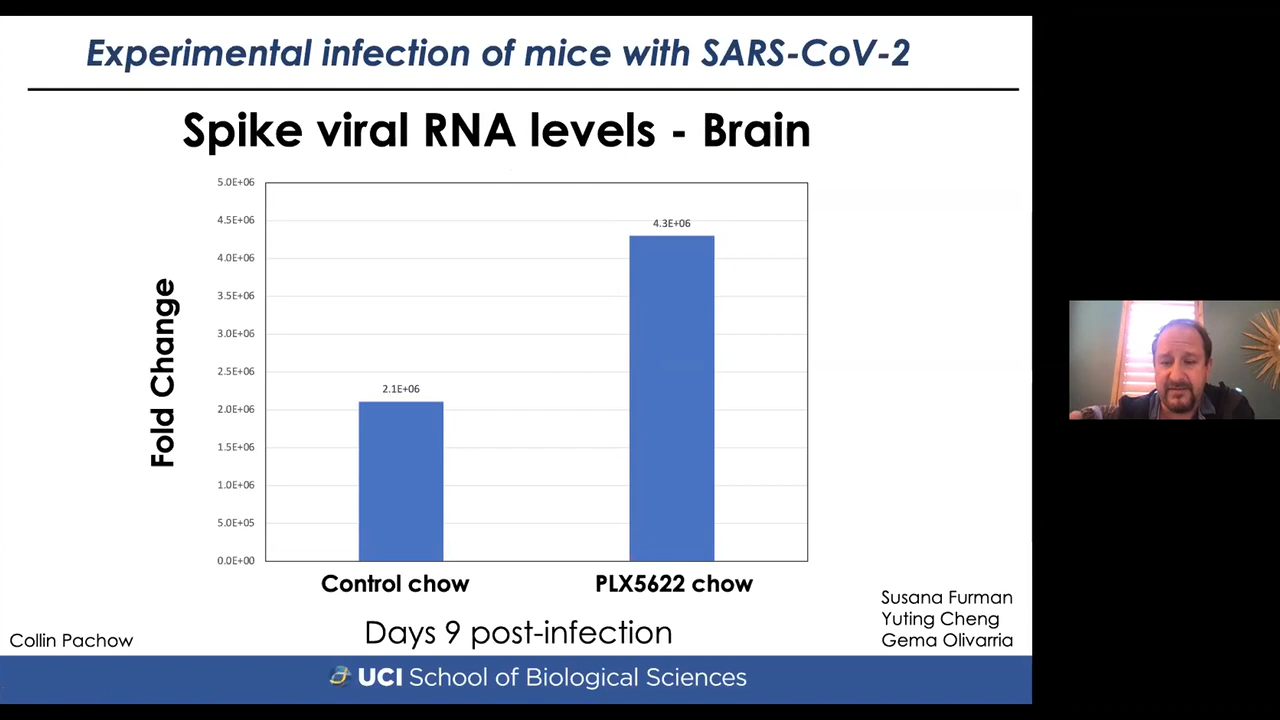 Experimental infection of mice with SARS-CoV-2
Spike viral RNA levels - Brain
5.0E+06
4.5E+06
4.0E+06
3.5E+06
3.0E+06
2.5E+06
2.0E+06
1.5E+06
1.0E+06
5.0E+05
0.0E+00
Fold Change
2.1E+06
4.3E+06
Control chow
PLX5622 chow
Days 9 post-infection
Collin Pachow
Susana Furman
Yuting Cheng
Gema Olivarria
UCI School of Biological Sciences